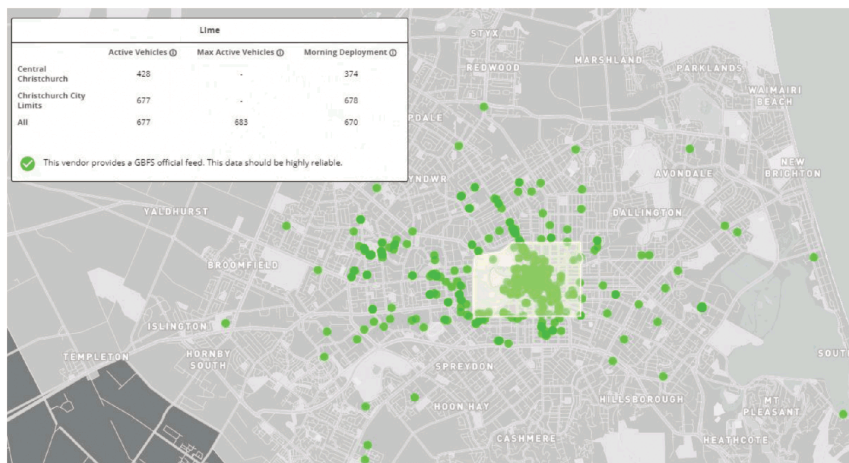 Lime
Active Vehicles Max Active Vehicles Morning Deployment
Central
Christchurch
428 - 374
Christchurch City
Limits
677 - 678
All 677 683 670
This vendor provides a GBFS official feed. This data should be highly reliable.
STYX
MARSHLAND
REDWOOD
PARKLANDS
WAIMAIRI
BEACH
AVONDALE
NEW
BRIGHTON
YALDHURST
DALLINGTON
BROOMFIELD
ISLINGTON
TEMPLETON
HORNBY
SOUTH
SPREYDON
SOUT
HOON HAY
HILLSBOROUGH
MT
PLEASANT
CASHMERE
HEATHCOTE